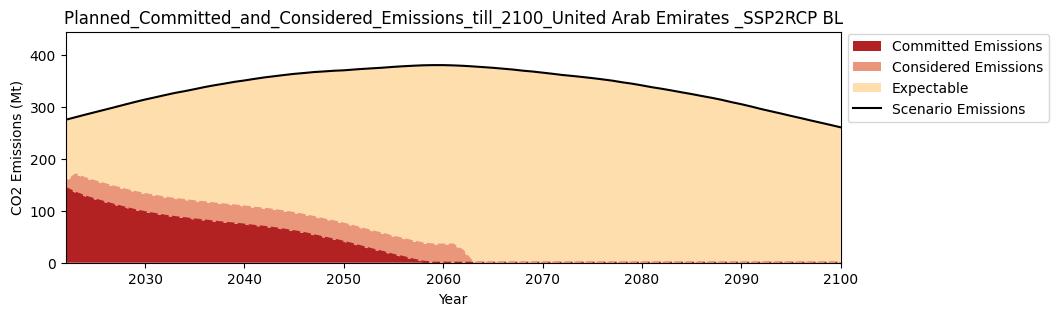 Planned_Committed_and_Considered_Emissions_till_2100_United Arab Emirates _SSP2RCP BL
Committed Emissions
Considered Emissions
Expectable
Scenario Emissions
CO2 Emissions (Mt)
400
300
200
100
0
2030 2040 2050 2060 2070 2080 2090 2100
Year